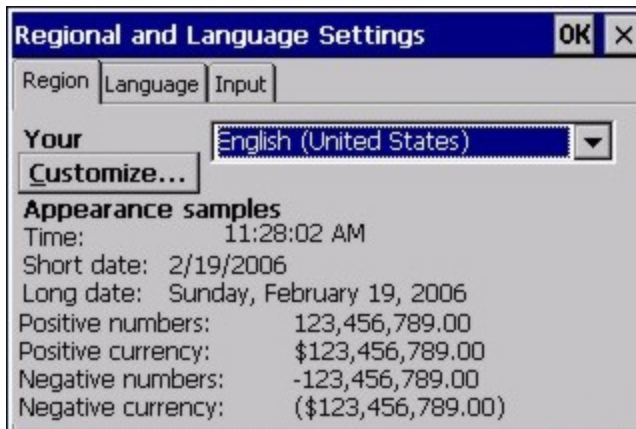 Regional and Language Settings OK ×
Region Language Input
Your English (United States)
Customize...
Appearance samples
Time: 11:28:02 AM
Short date: 2/19/2006
Long date: Sunday, February 19, 2006
Positive numbers: 123,456,789.00
Positive currency: $123,456,789.00
Negative numbers: -123,456,789.00
Negative currency: ($123,456,789.00)